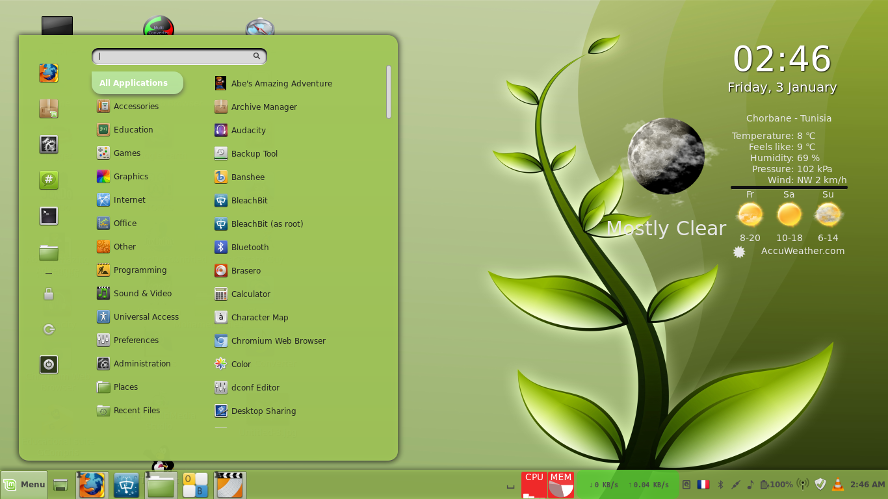 All Applications
Accessories
Education
Games
Graphics
Internet
Office
Other
Programming
Sound & Video
Universal Access
Preferences
Administration
Places
Recent Files
Abe's Amazing Adventure
Archive Manager
Audacity
Backup Tool
Banshee
BleachBit
BleachBit (as root)
Bluetooth
Brasero
Calculator
Character Map
Chromium Web Browser
Color
dconf Editor
Desktop Sharing
02:46
Friday, 3 January
Chorbane - Tunisia
Temperature: 8 °C
Feels like: 9 °C
Humidity: 69 %
Pressure: 102 kPa
Wind: NW 2 km/h
Mostly Clear
Fr Sa Su
8-20 10-18 6-14
AccuWeather.com
Menu
CPU MEM
↓ 0 KB/s ↑ 0.04 KB/s
100%
2:46 AM